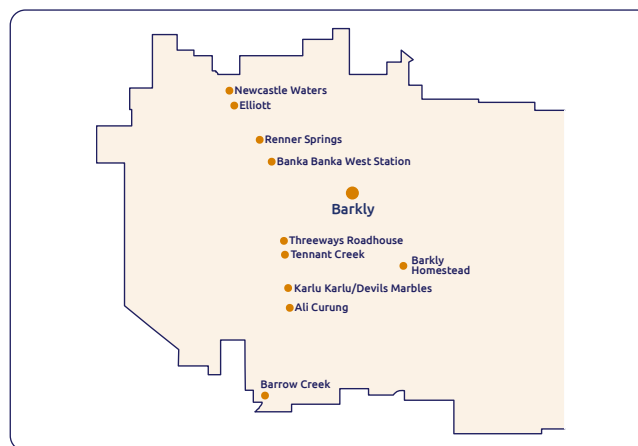 Newcastle Waters
Elliott
Renner Springs
Banka Banka West Station
Barkly
Threeways Roadhouse
Tennant Creek
Barkly
Homestead
Karlu Karlu/Devils Marbles
Ali Curung
Barrow Creek